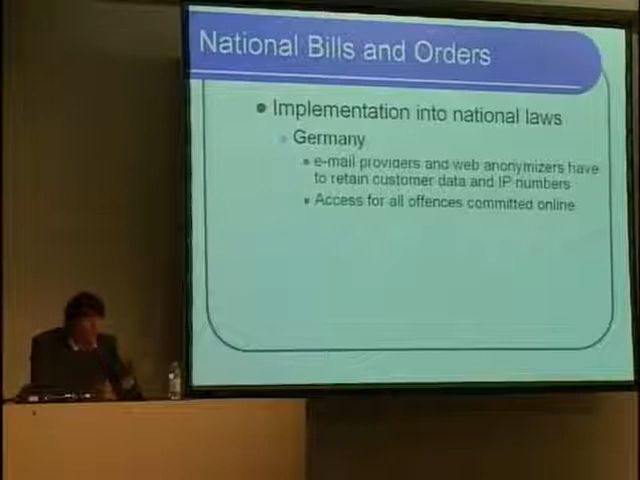 National Bills and Orders
Implementation into national laws
Germany
e-mail providers and web anonymizers have
to retain customer data and IP numbers
Access for all offences committed online